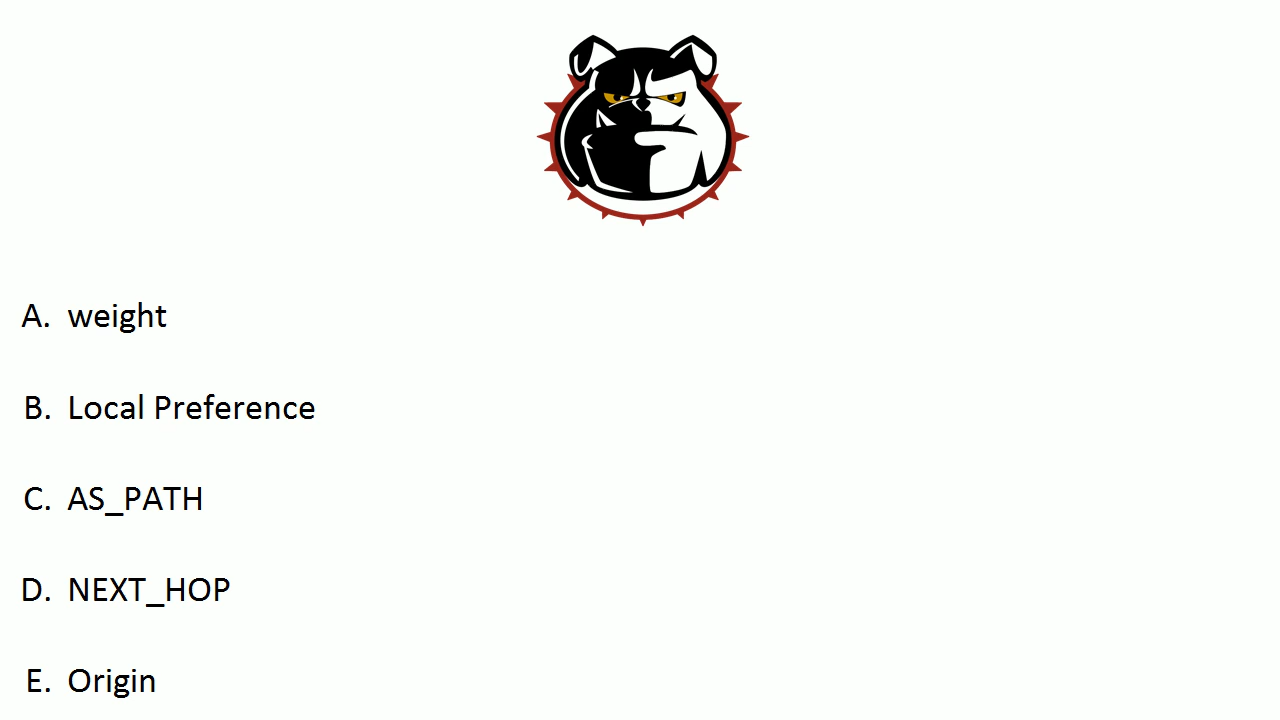 A. weight
B. Local Preference
C. AS_PATH
D. NEXT_HOP
E. Origin